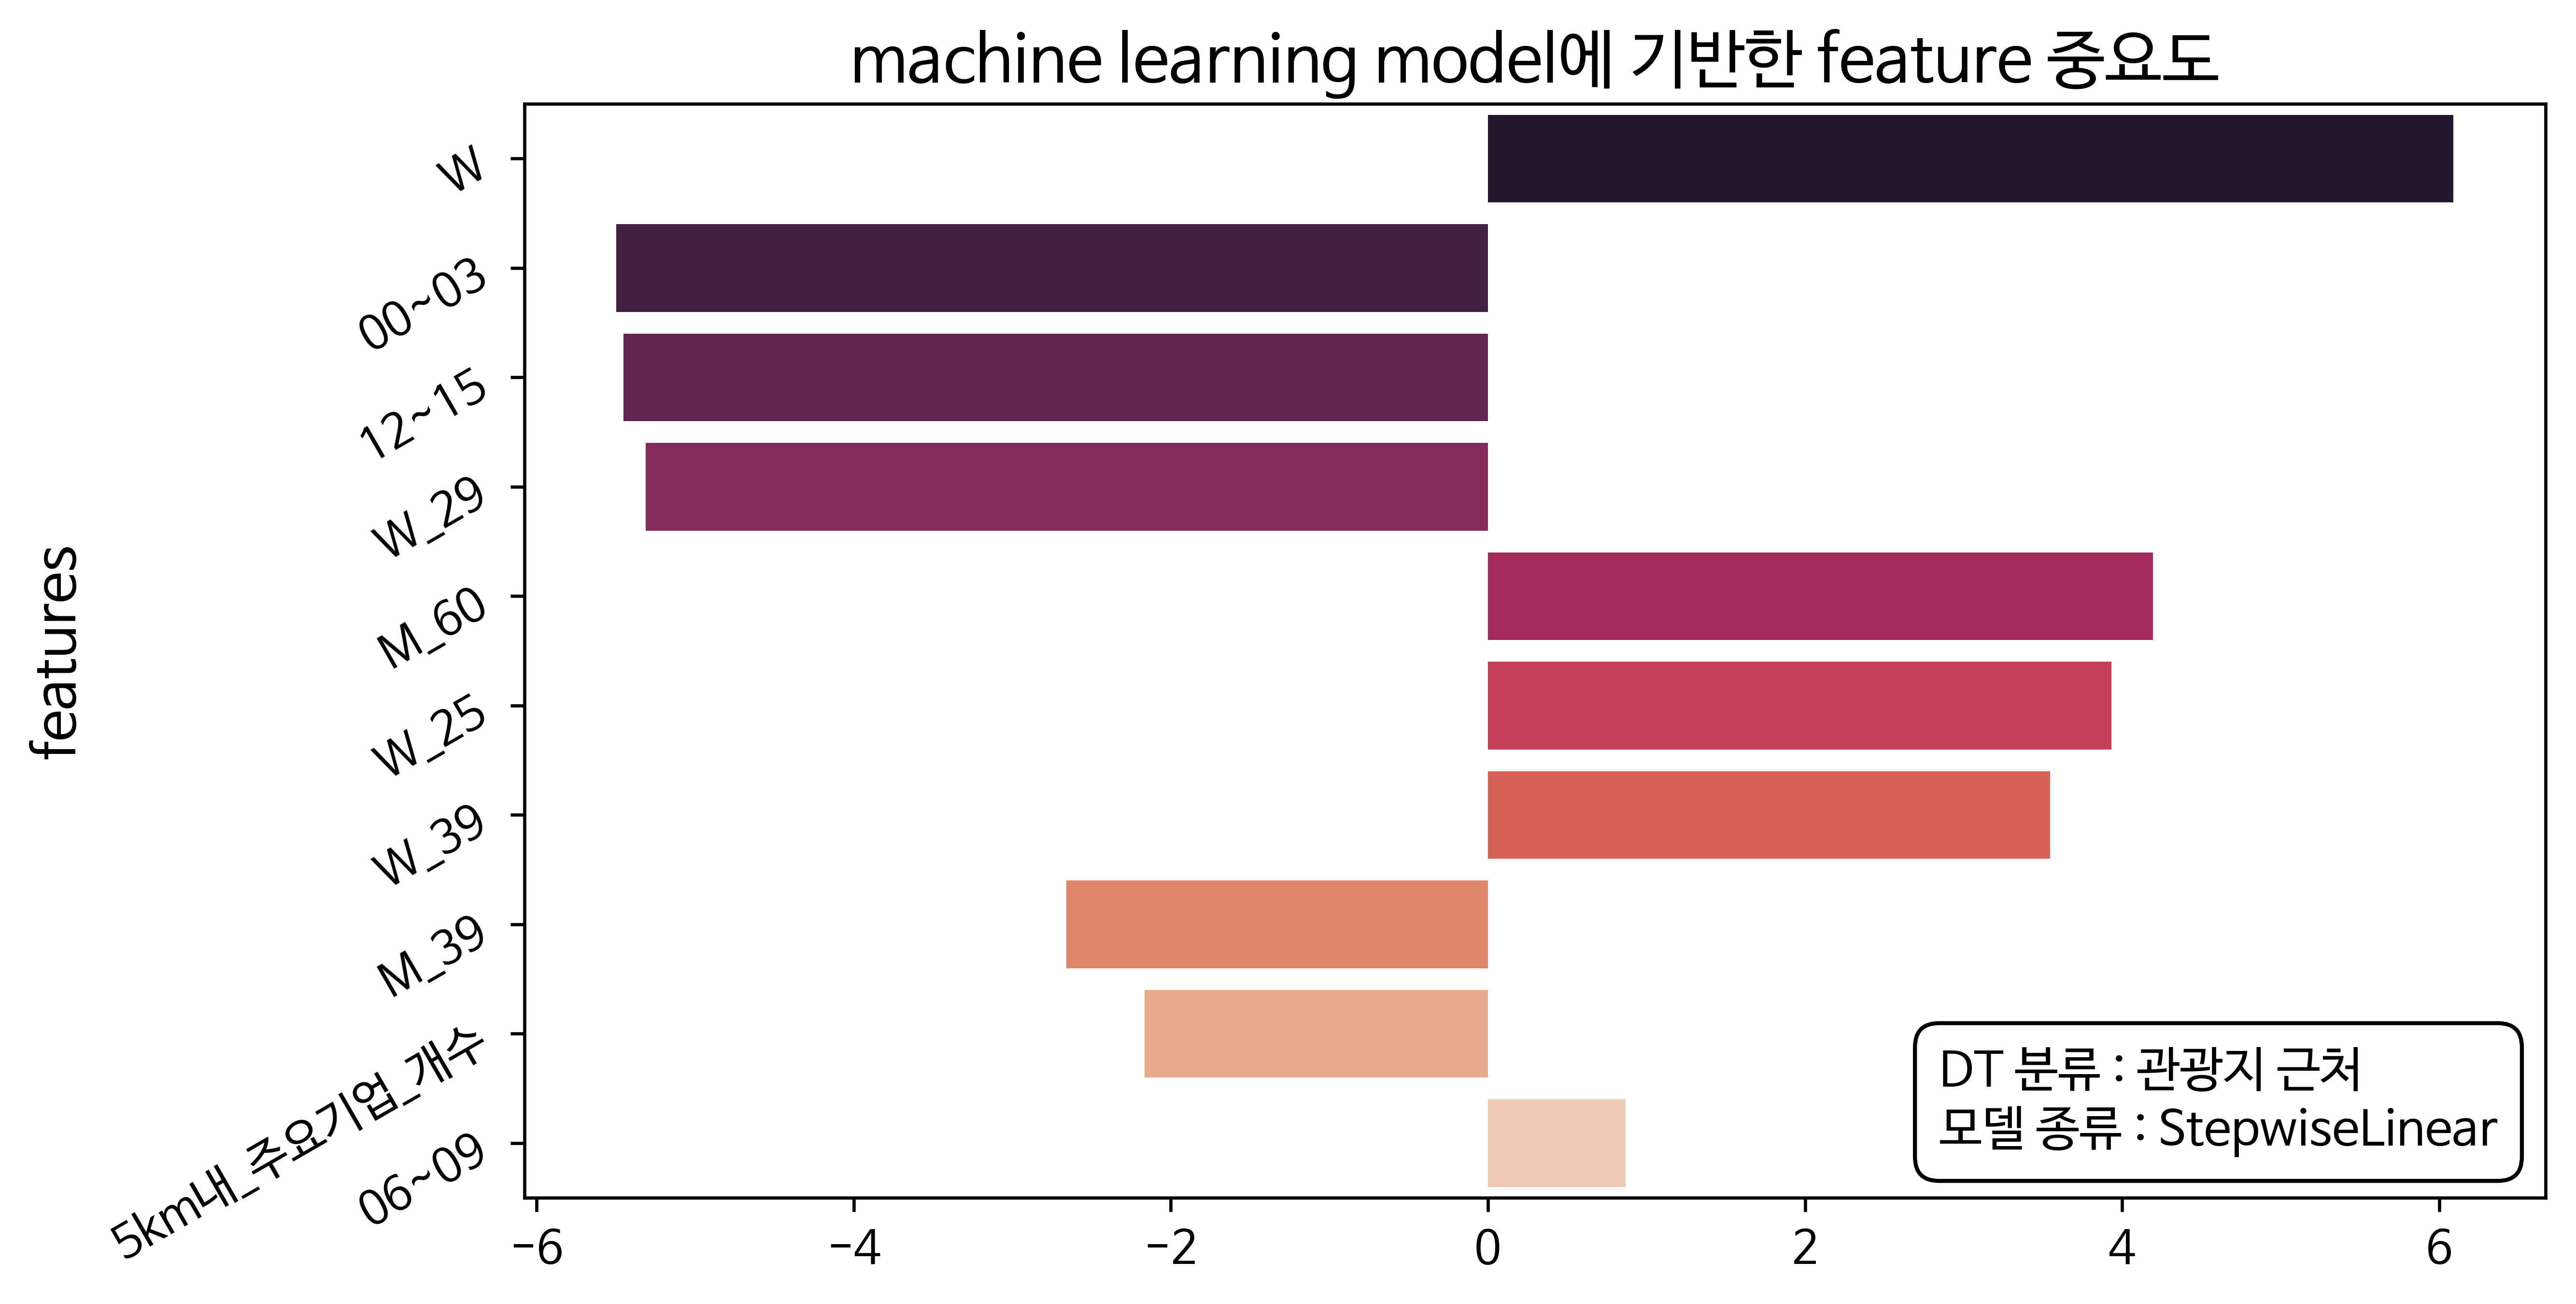 machine learning model에 기반한 feature 중요도
features
W
00~03
12~15
W_29
M_60
W_25
W_39
M_39
5km내_주요기업_개수
06~09
DT 분류 : 관광지 근처
모델 종류 : StepwiseLinear
−6 −4 −2 0 2 4 6